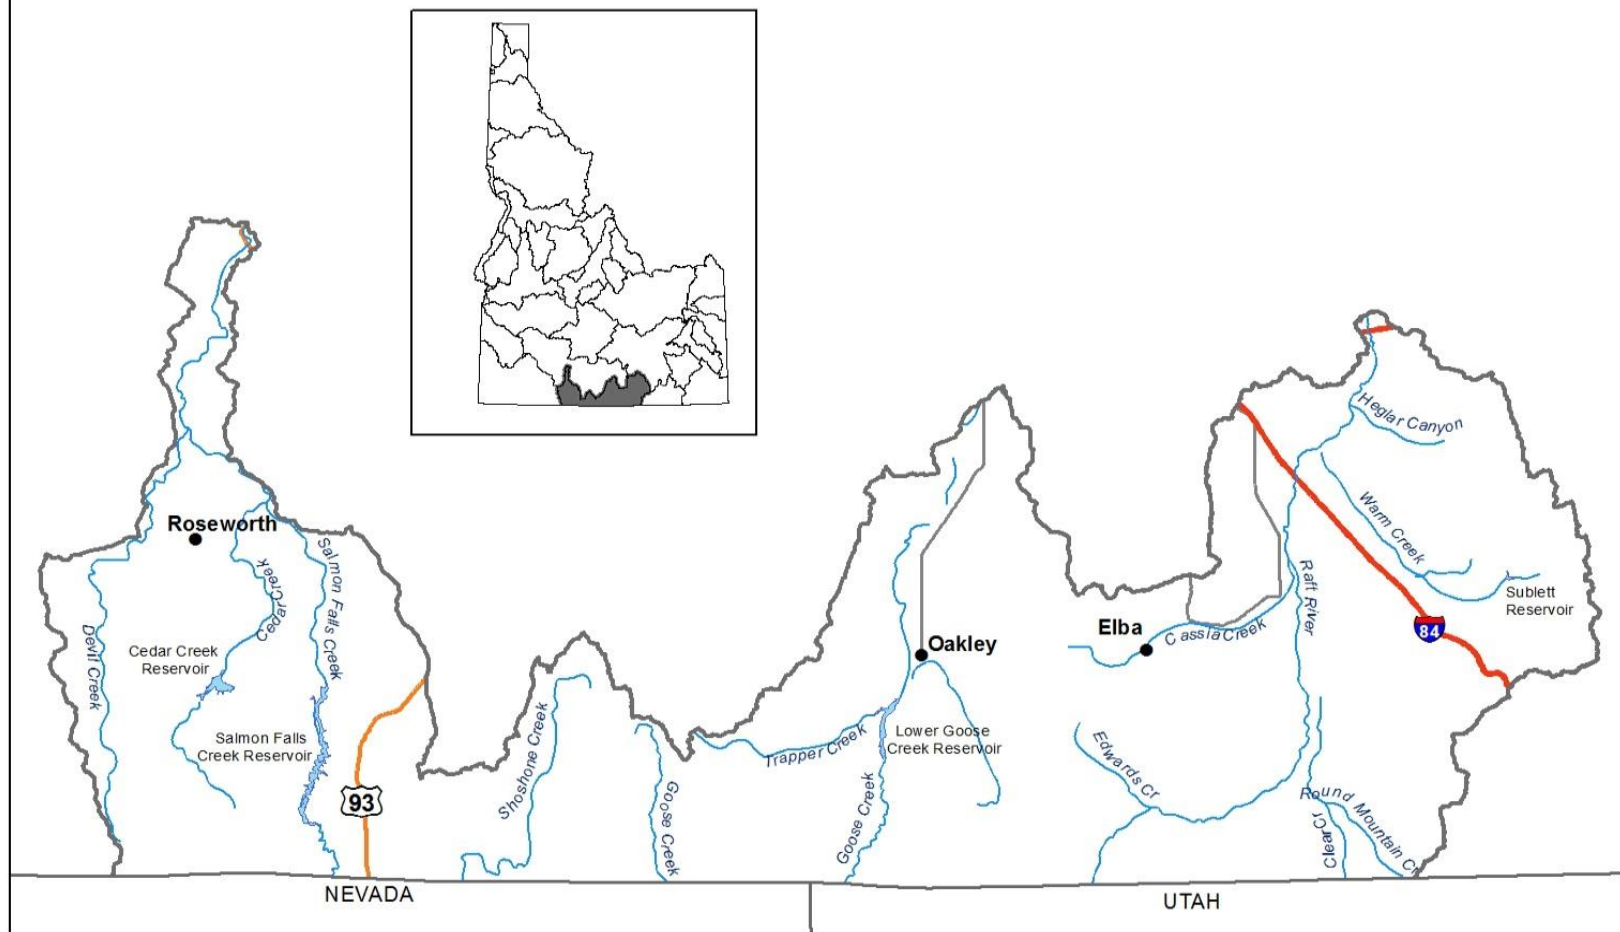 Heglar Canyon
Warm Creek
Roseworth
Salmon Falls Creek
Cedar Creek
Raft River
Sublett
Reservoir
Devil Creek
Cedar Creek
Reservoir
Elba
Cassia Creek
84
Oakley
Salmon Falls
Creek Reservoir
Shoshone Creek
Trapper Creek
Lower Goose
Creek Reservoir
Edwards Cr
93
Goose Creek
Goose Creek
Round Mountain Cr
Clear Cr
NEVADA
UTAH